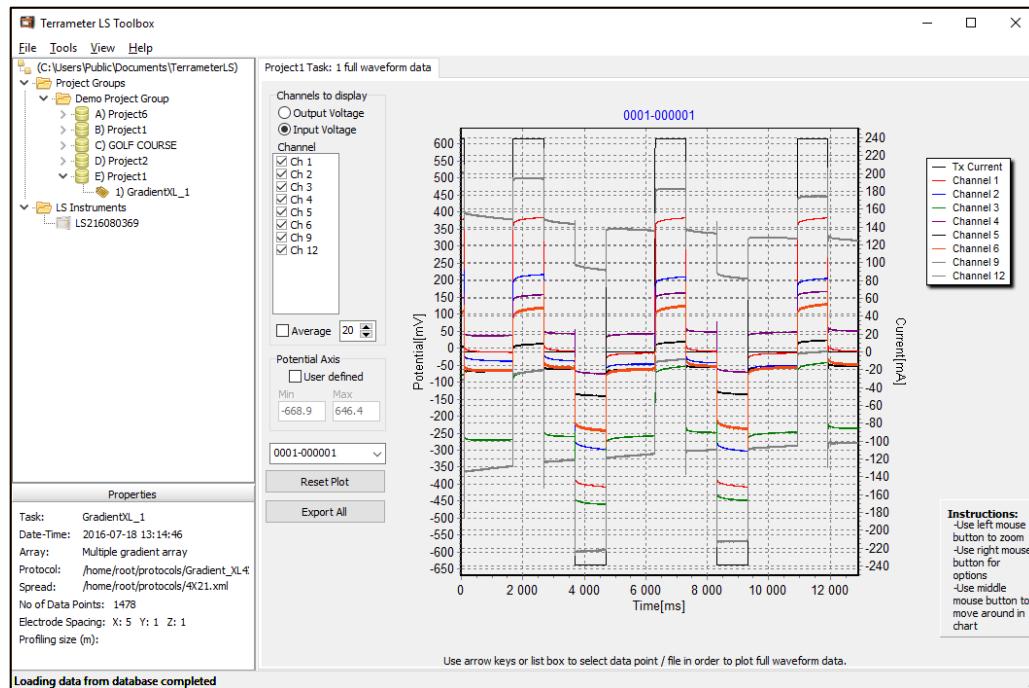 Terrameter LS Toolbox
File Tools View Help
(C:\Users\Public\Documents\TerrameterLS)
Project Groups
Demo Project Group
A) Project6
B) Project1
C) GOLF COURSE
D) Project2
E) Project1
1) GradientXL_1
LS Instruments
LS216080369
Properties
Task: GradientXL_1
Date-Time: 2016-07-18 13:14:46
Array: Multiple gradient array
Protocol: /home/root/protocols/Gradient_XL4
Spread: /home/root/protocols/4X21.xml
No of Data Points: 1478
Electrode Spacing: X: 5 Y: 1 Z: 1
Profiling size (m):
Loading data from database completed
Project1 Task: 1 full waveform data
Channels to display
Output Voltage
Input Voltage
Channel
Ch 1
Ch 2
Ch 3
Ch 4
Ch 5
Ch 6
Ch 9
Ch 12
Average 20
Potential Axis
User defined
Min Max
-668.9 646.4
0001-000001
Reset Plot
Export All
0001-000001
Potential[mV]
600
550
500
450
400
350
300
250
200
150
100
50
0
-50
-100
-150
-200
-250
-300
-350
-400
-450
-500
-550
-600
-650
0 2 000 4 000 6 000 8 000 10 000 12 000
Time[ms]
240
220
200
180
160
140
120
100
80
60
40
20
0
-20
-40
-60
-80
-100
-120
-140
-160
-180
-200
-220
-240
Current[mA]
Tx Current
Channel 1
Channel 2
Channel 3
Channel 4
Channel 5
Channel 6
Channel 9
Channel 12
Instructions:
-Use left mouse
button to zoom
-Use right mouse
button for
options
-Use middle
mouse button to
move around in
chart
Use arrow keys or list box to select data point / file in order to plot full waveform data.